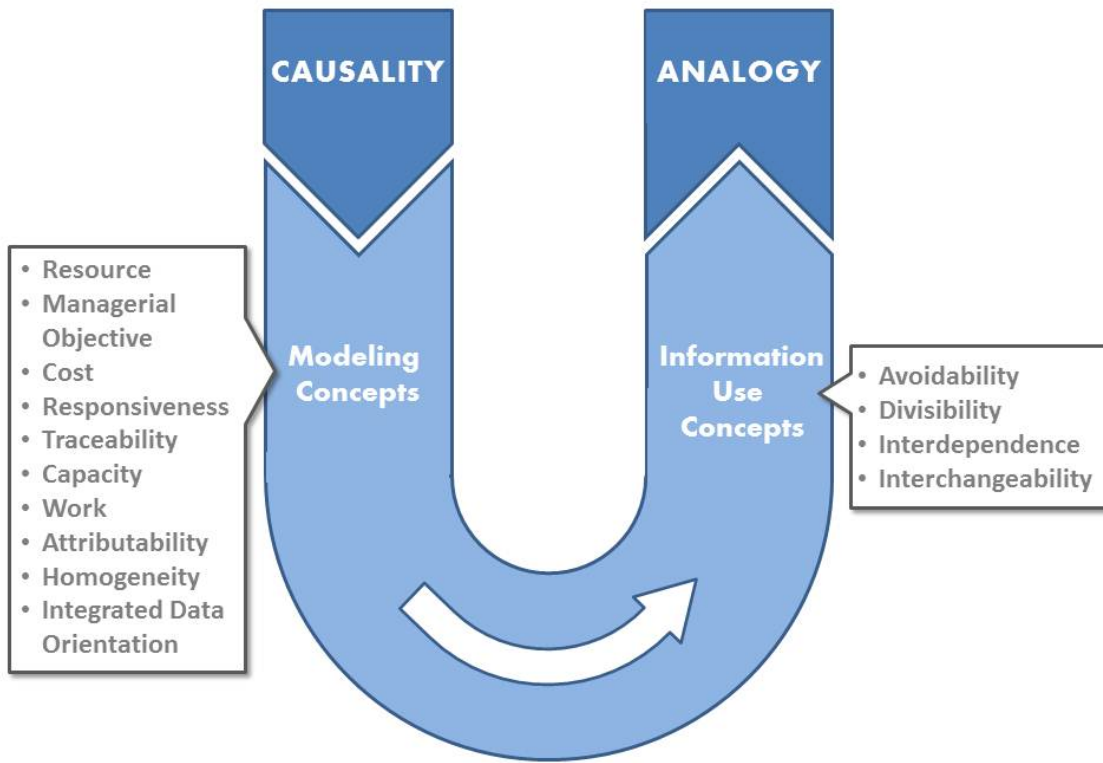 CAUSALITY
ANALOGY
• Resource
• Managerial
Objective
• Cost
• Responsiveness
• Traceability
• Capacity
• Work
• Attributability
• Homogeneity
• Integrated Data
Orientation
Modeling
Concepts
Information
Use
Concepts
• Avoidability
• Divisibility
• Interdependence
• Interchangeability